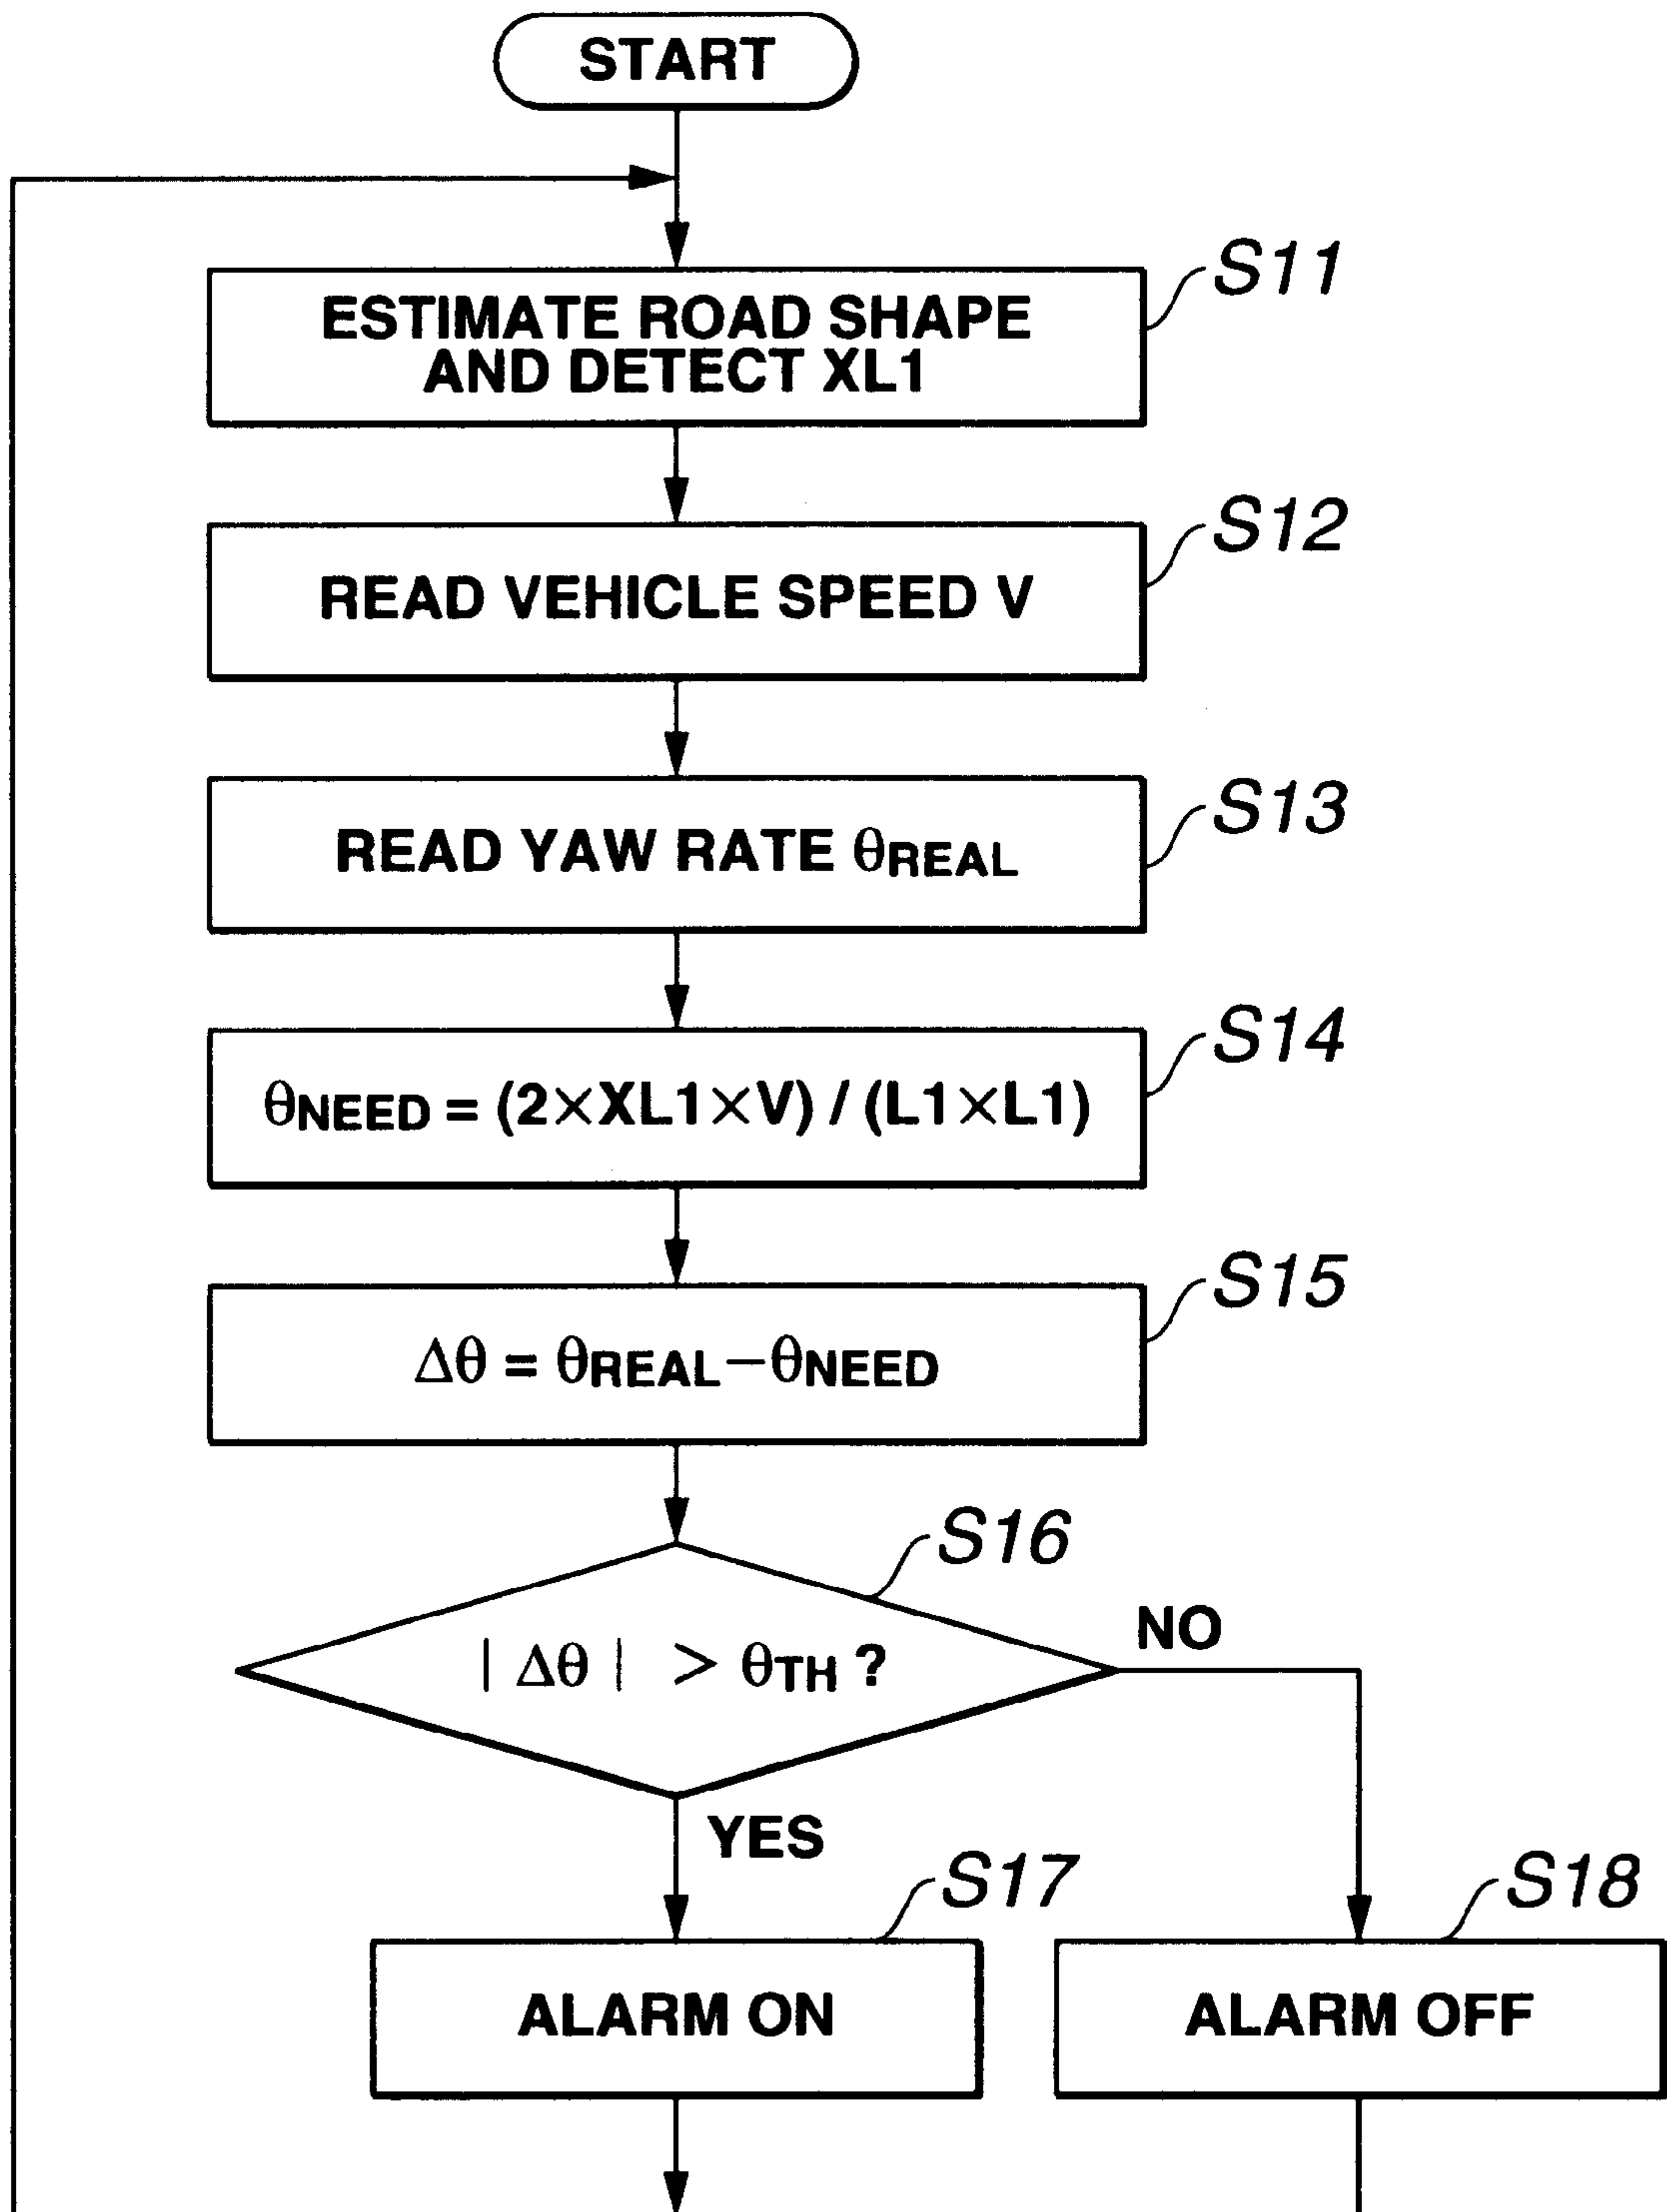 START
S11
ESTIMATE ROAD SHAPE
AND DETECT XL1
S12
READ VEHICLE SPEED V
S13
READ YAW RATE θREAL
S14
θNEED = (2×XL1×V) / (L1×L1)
S15
Δθ = θREAL−θNEED
S16
| Δθ | > θTH ?
NO
YES
S17
S18
ALARM ON
ALARM OFF